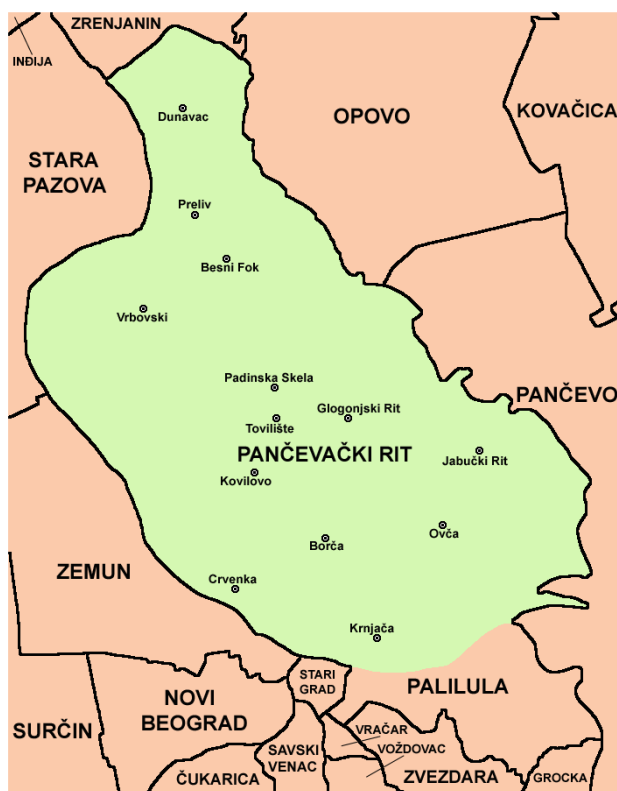 ZRENJANIN
INĐIJA
OPOVO
KOVAČICA
Dunavac
STARA
PAZOVA
Preliv
Besni Fok
Vrbovski
Padinska Skela
PANČEVO
Glogonjski Rit
Tovilište
PANČEVAČKI RIT
Jabučki Rit
Kovilovo
Ovča
Borča
ZEMUN
Crvenka
Krnjača
STARI
GRAD
PALILULA
NOVI
BEOGRAD
SURČIN
VRAČAR
VOŽDOVAC
SAVSKI
VENAC
ČUKARICA
ZVEZDARA
GROCKA